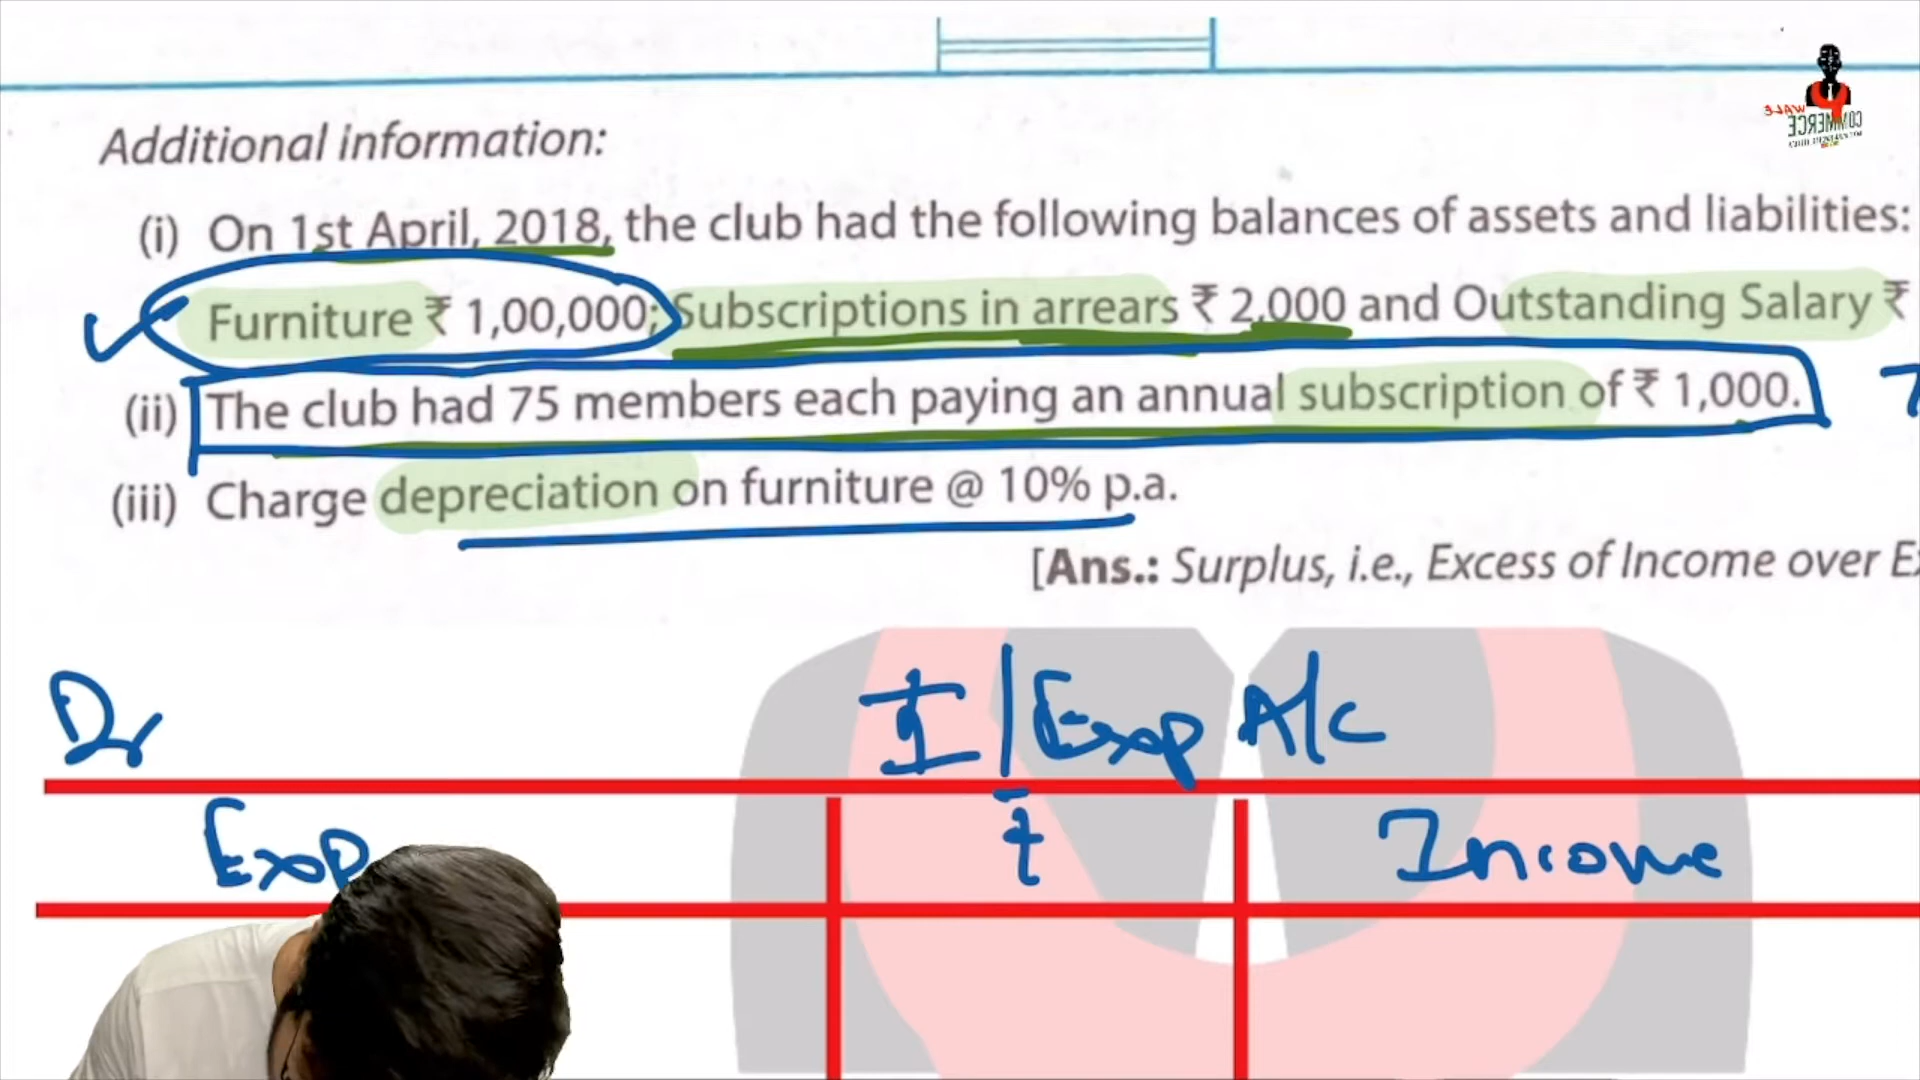 WALE
COMMERCE
Additional information:
(i) On 1st April, 2018, the club had the following balances of assets and liabilities:
Furniture ₹ 1,00,000; Subscriptions in arrears ₹ 2,000 and Outstanding Salary ₹
(ii) The club had 75 members each paying an annual subscription of ₹ 1,000.
(iii) Charge depreciation on furniture @ 10% p.a.
[Ans.: Surplus, i.e., Excess of Income over
Dr I/Exp A/c
Exp ₹ Income